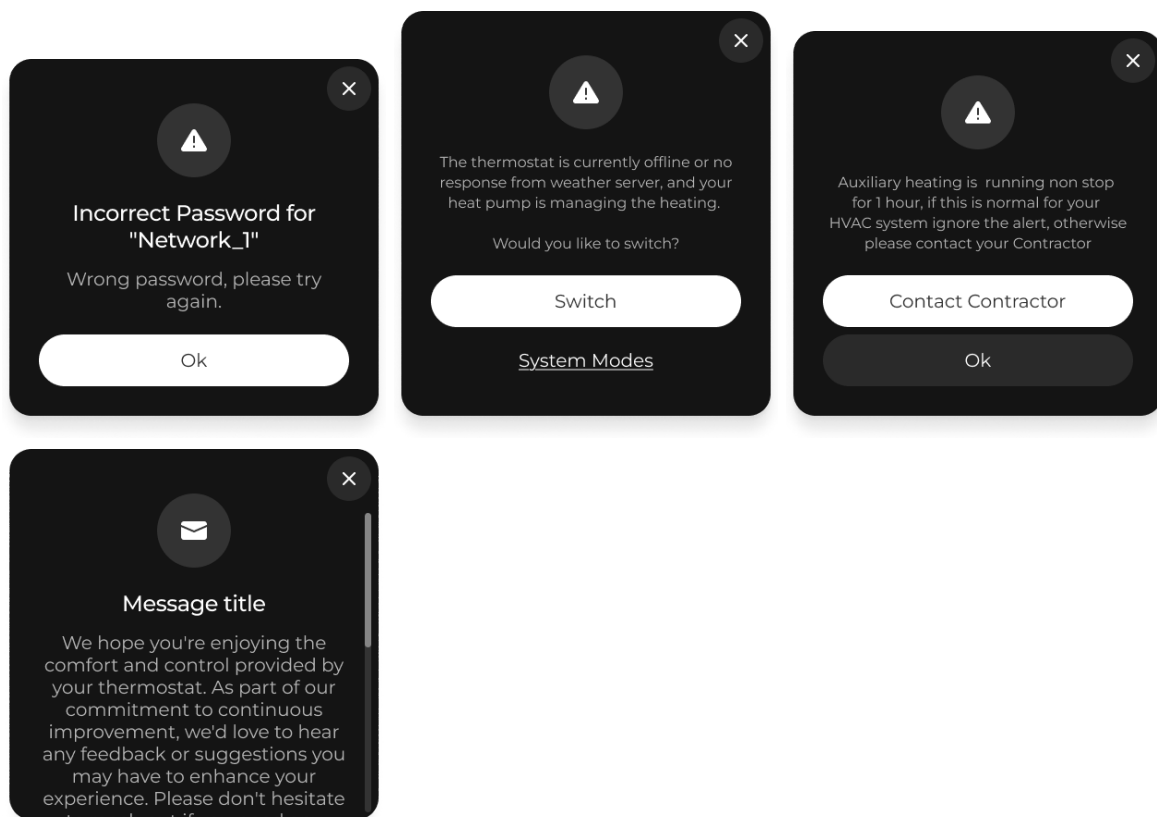 Incorrect Password for
"Network_1"
Wrong password, please try
again.
Ok
The thermostat is currently offline or no
response from weather server, and your
heat pump is managing the heating.
Would you like to switch?
Switch
System Modes
Auxiliary heating is  running non stop
for 1 hour, if this is normal for your
HVAC system ignore the alert, otherwise
please contact your Contractor
Contact Contractor
Ok
Message title
We hope you're enjoying the
comfort and control provided by
your thermostat. As part of our
commitment to continuous
improvement, we'd love to hear
any feedback or suggestions you
may have to enhance your
experience. Please don't hesitate